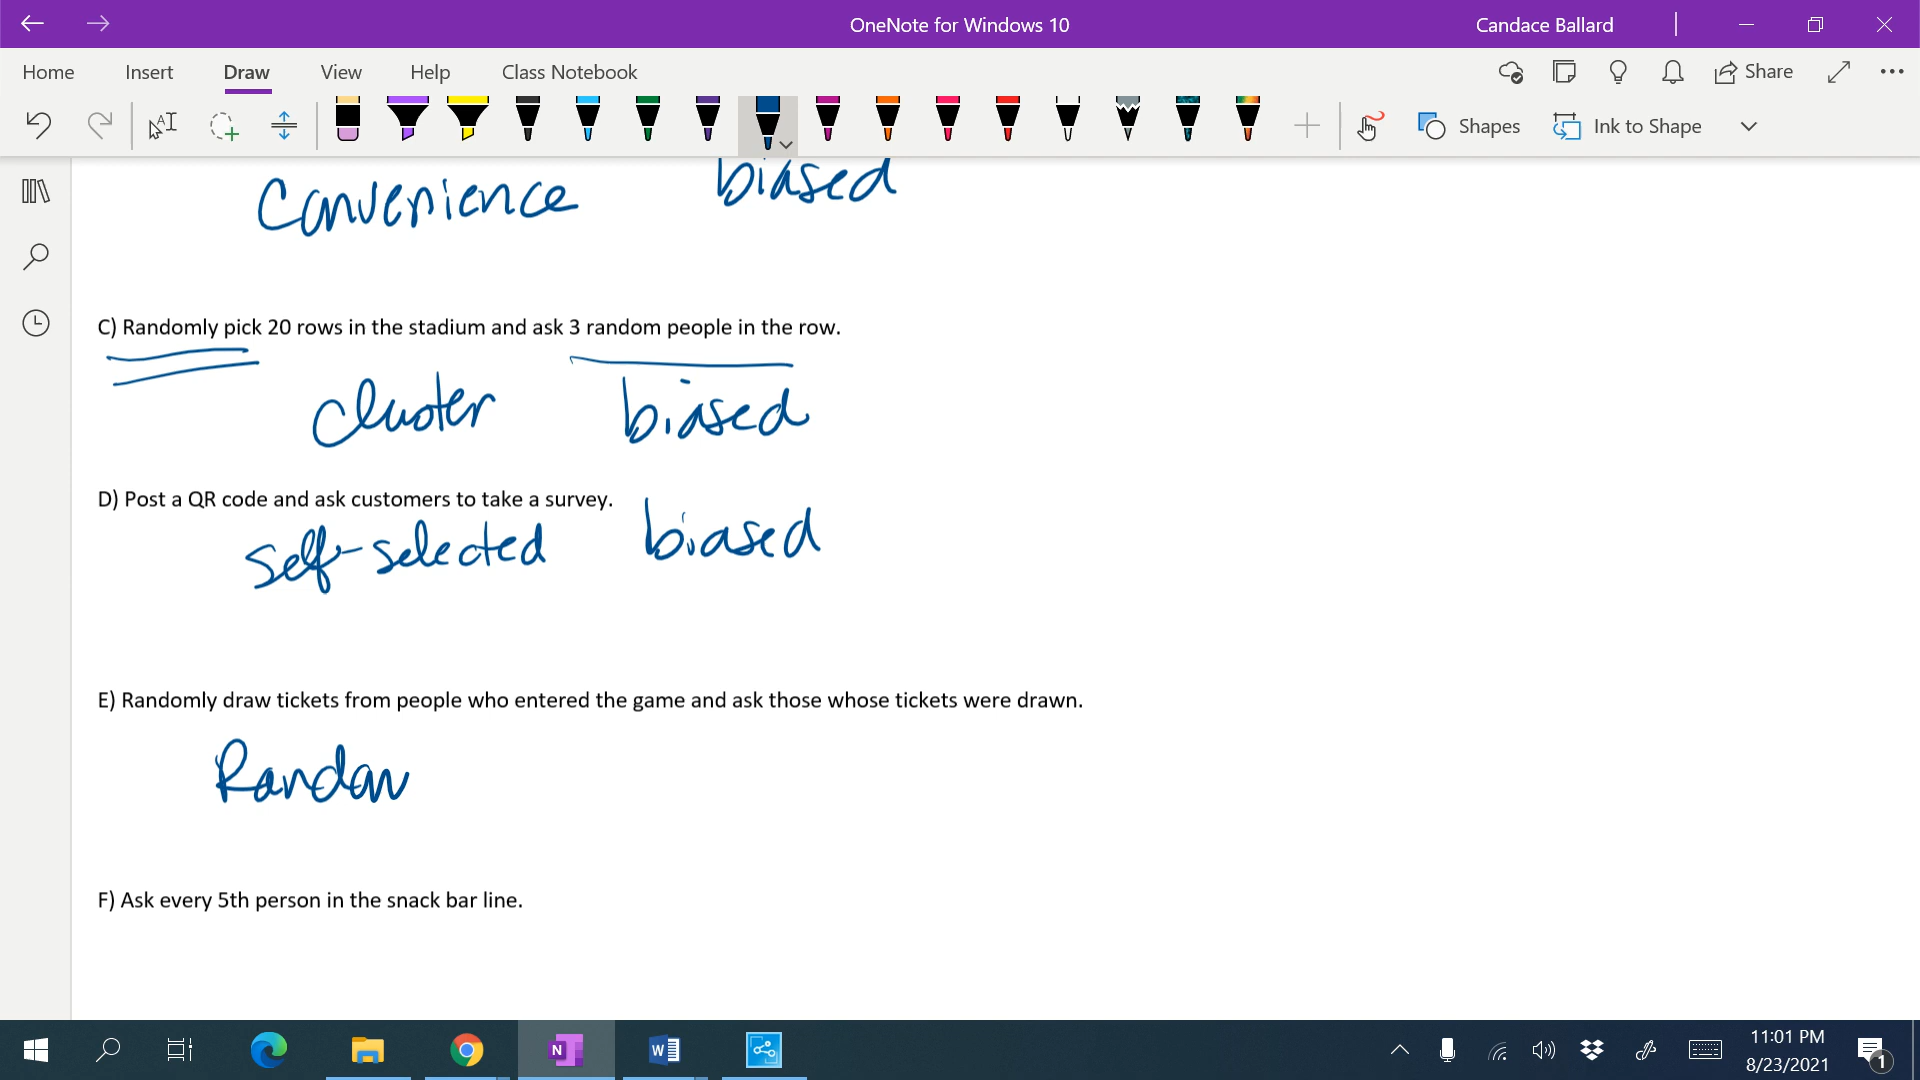 OneNote for Windows 10
Candace Ballard
Home Insert Draw View Help Class Notebook
Share
Shapes
Ink to Shape
Convenience biased
C) Randomly pick 20 rows in the stadium and ask 3 random people in the row.
cluster biased
D) Post a QR code and ask customers to take a survey.
self-selected biased
E) Randomly draw tickets from people who entered the game and ask those whose tickets were drawn.
Random
F) Ask every 5th person in the snack bar line.
11:01 PM
8/23/2021
1